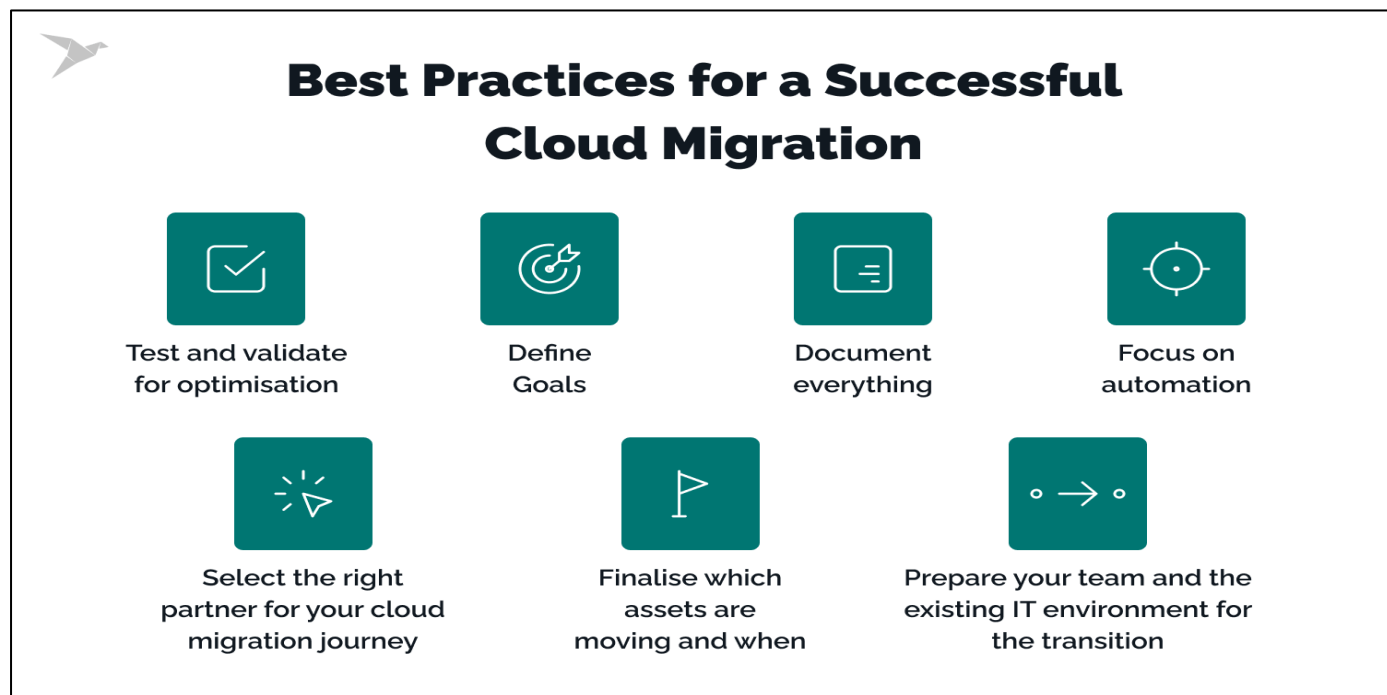 Best Practices for a Successful
Cloud Migration
Test and validate
for optimisation
Define
Goals
Document
everything
Focus on
automation
Select the right
partner for your cloud
migration journey
Finalise which
assets are
moving and when
Prepare your team and the
existing IT environment for
the transition